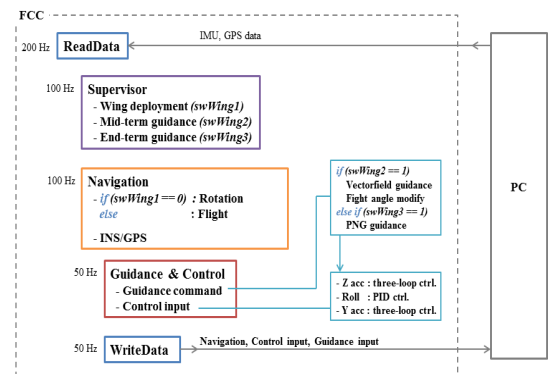 FCC
200 Hz
ReadData
IMU, GPS data
100 Hz
Supervisor
- Wing deployment (swWing1)
- Mid-term guidance (swWing2)
- End-term guidance (swWing3)
100 Hz
Navigation
- if (swWing1 == 0) : Rotation
else : Flight
- INS/GPS
if (swWing2 == 1)
Vectorfield guidance
Fight angle modify
else if (swWing3 == 1)
PNG guidance
PC
50 Hz
Guidance & Control
- Guidance command
- Control input
- Z acc : three-loop ctrl.
- Roll : PID ctrl.
- Y acc : three-loop ctrl.
50 Hz
WriteData
Navigation, Control input, Guidance input